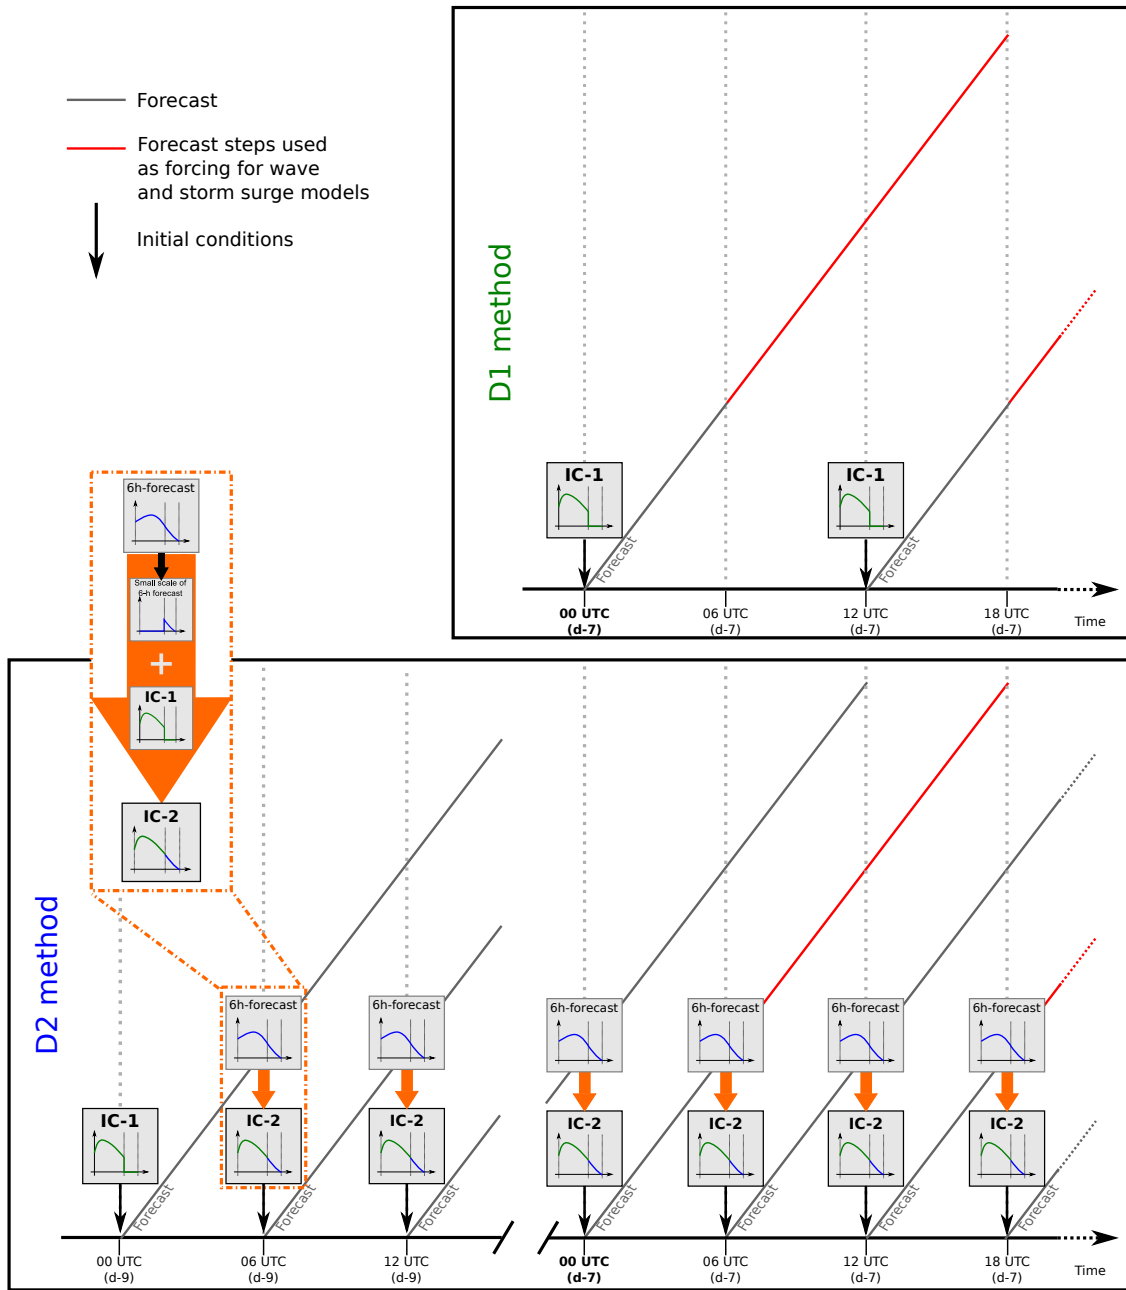 Forecast
Forecast steps used
as forcing for wave
and storm surge models
Initial conditions
D1 method
IC-1
IC-1
Forecast
Forecast
00 UTC
(d-7)
06 UTC
(d-7)
12 UTC
(d-7)
18 UTC
(d-7)
Time
6h-forecast
Small scale of
6-h forecast
+
IC-1
IC-2
D2 method
6h-forecast
6h-forecast
6h-forecast
6h-forecast
6h-forecast
6h-forecast
IC-1
IC-2
IC-2
IC-2
IC-2
IC-2
IC-2
Forecast
Forecast
Forecast
Forecast
Forecast
Forecast
Forecast
00 UTC
(d-9)
06 UTC
(d-9)
12 UTC
(d-9)
00 UTC
(d-7)
06 UTC
(d-7)
12 UTC
(d-7)
18 UTC
(d-7)
Time